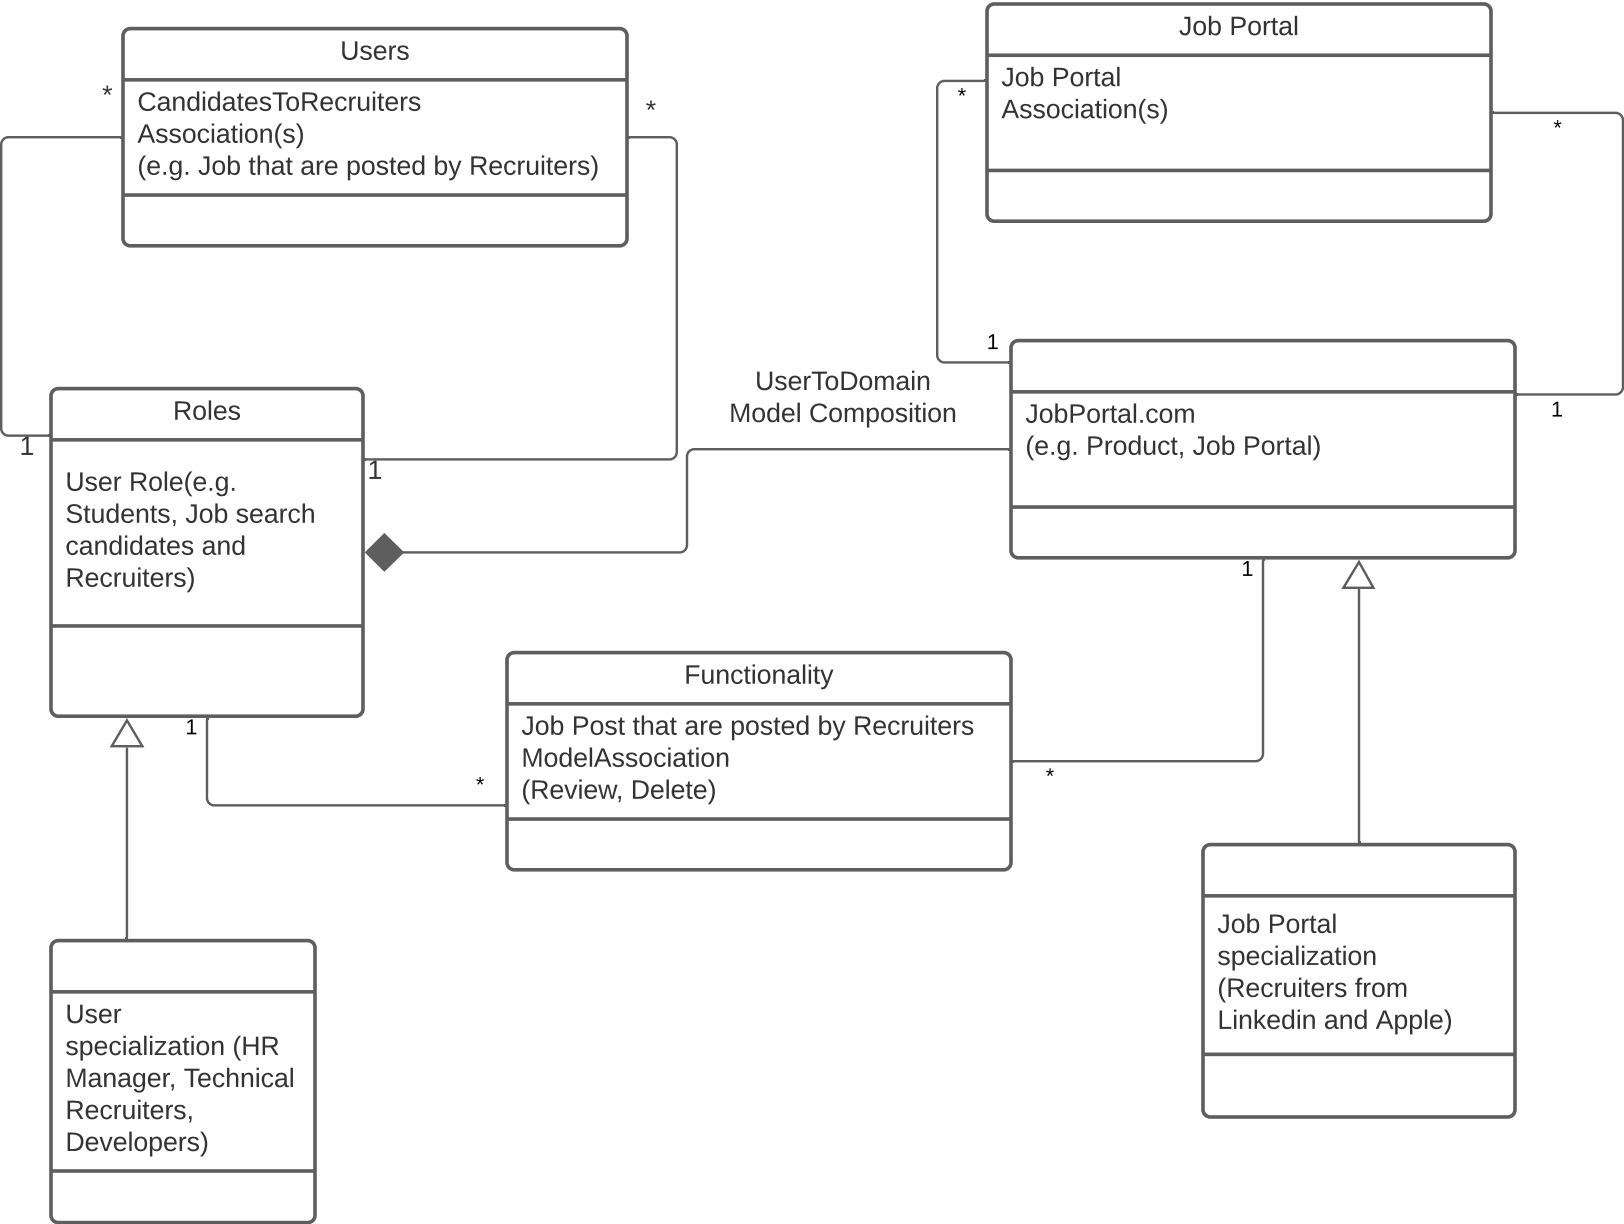 Users
*
CandidatesToRecruiters
Association(s)
(e.g. Job that are posted by Recruiters)
*
Job Portal
Job Portal
Association(s)
*
*
1
1
JobPortal.com
(e.g. Product, Job Portal)
UserToDomain
Model Composition
Roles
1
1
User Role(e.g.
Students, Job search
candidates and
Recruiters)
1
1
Functionality
Job Post that are posted by Recruiters
ModelAssociation
(Review, Delete)
*
*
User
specialization (HR
Manager, Technical
Recruiters,
Developers)
Job Portal
specialization
(Recruiters from
Linkedin and Apple)